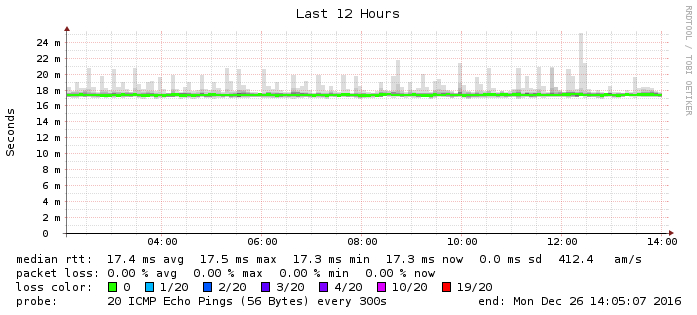 Last 12 Hours
RRDTOOL / TOBI OETIKER
Seconds
24 m
22 m
20 m
18 m
16 m
14 m
12 m
10 m
8 m
6 m
4 m
2 m
0
04:00 06:00 08:00 10:00 12:00 14:00
median rtt: 17.4 ms avg 17.5 ms max 17.3 ms min 17.3 ms now 0.0 ms sd 412.4 am/s
packet loss: 0.00 % avg 0.00 % max 0.00 % min 0.00 % now
loss color: 0 1/20 2/20 3/20 4/20 10/20 19/20
probe: 20 ICMP Echo Pings (56 Bytes) every 300s end: Mon Dec 26 14:05:07 2016